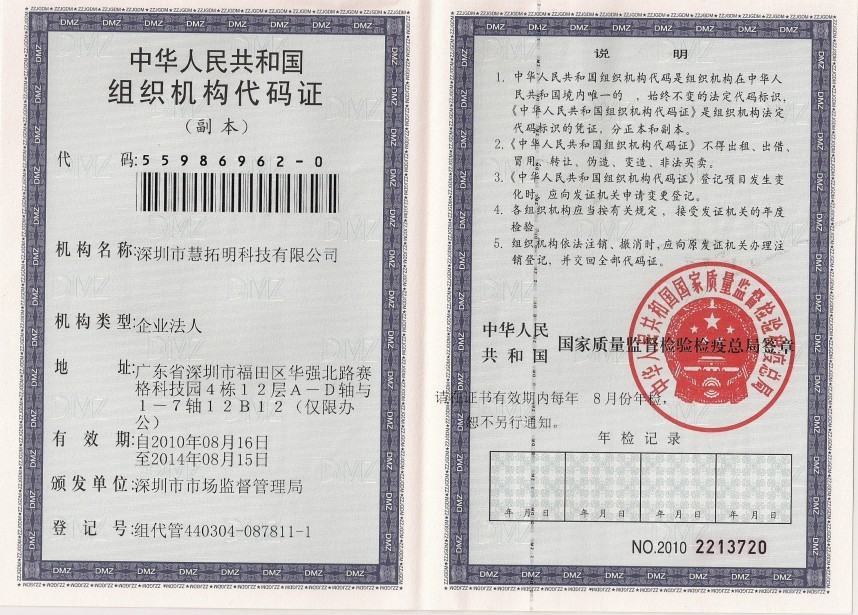 中华人民共和国
组织机构代码证
（副本）
代 码:55986962-0
机构名称:深圳市慧拓明科技有限公司
机构类型:企业法人
地 址:广东省深圳市福田区华强北路赛
格科技园4栋12层A－D轴与
1－7轴12B12（仅限办
公）
有 效 期:自2010年08月16日
至2014年08月15日
颁发单位:深圳市市场监督管理局
登 记 号:组代管440304-087811-1
说 明
1. 中华人民共和国组织机构代码是组织机构在中华人
民共和国境内唯一的 、始终不变的法定代码标识，
《中华人民共和国组织机构代码证》是组织机构法定
代码标识的凭证，分正本和副本。
2.《中华人民共和国组织机构代码证》不得出租、出借、
冒用、转让、伪造、变造、非法买卖。
3.《中华人民共和国组织机构代码证》登记项目发生变
化时，应向发证机关申请变更登记。
4. 各组织机构应当按有关规定，接受发证机关的年度
检验。
5. 组织机构依法注销、撤消时，应向原发证机关办理注
销登记，并交回全部代码证。
中华人民
共和国 国家质量监督检验检疫总局签章
中华人民共和国国家质量监督检验检疫总局
请在证书有效期内每年 8月份年检，
恕不另行通知。
年检记录
年 月 日 年 月 日 年 月 日 年 月 日
NO.2010 2213720